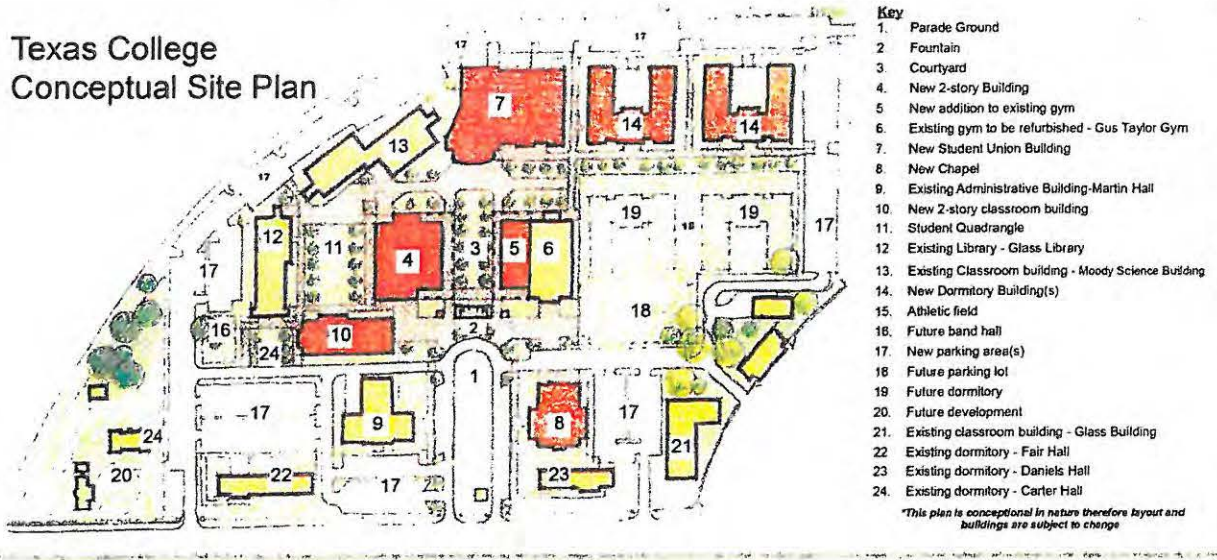 Texas College
Conceptual Site Plan
17
17
7
14
14
13
17
12
11
4
3
5
6
19
18
19
17
17
18
16
24
10
2
1
17
9
8
17
21
24
20
22
17
23
Key
1. Parade Ground
2 Fountain
3. Courtyard
4. New 2-story Building
5 New addition to existing gym
6. Existing gym to be refurbished - Gus Taylor Gym
7. New Student Union Building
8. New Chapel
9. Existing Administrative Building-Martin Hall
10. New 2-story classroom building
11. Student Quadrangle
12 Existing Library - Glass Library
13. Existing Classroom building - Moody Science Building
14. New Dormitory Building(s)
15. Athletic field
16. Future band hall
17. New parking area(s)
18 Future parking lot
19 Future dormitory
20. Future development
21. Existing classroom building - Glass Building
22 Existing dormitory - Fair Hall
23 Existing dormitory - Daniels Hall
24. Existing dormitory - Carter Hall
*This plan is conceptional in nature therefore layout and
buildings are subject to change